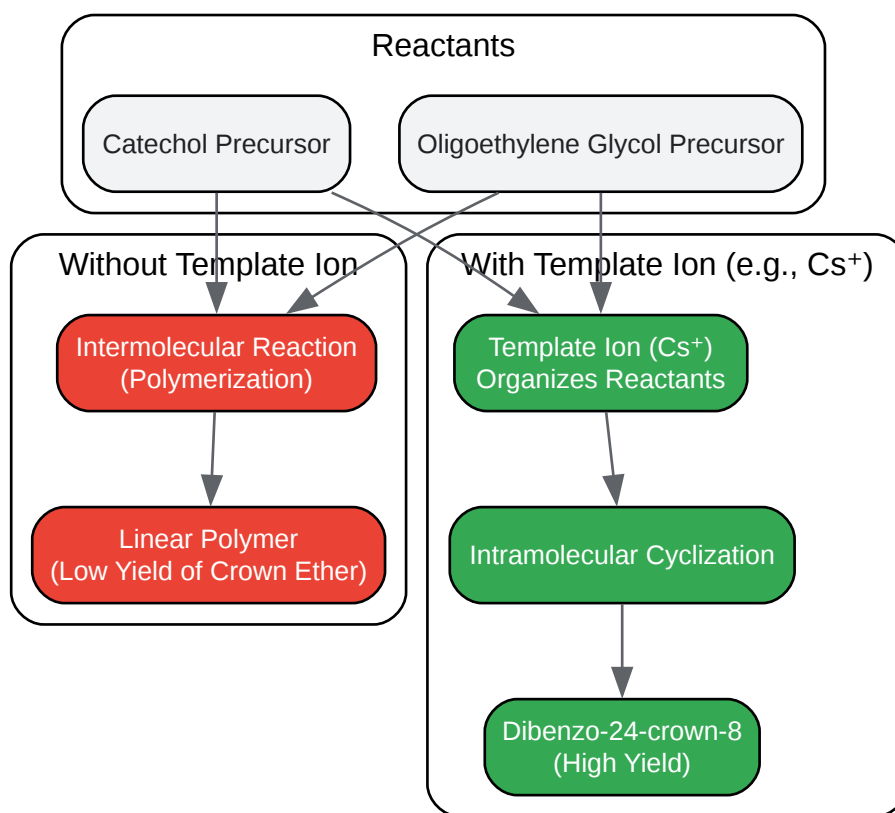 Reactants
Catechol Precursor
Oligoethylene Glycol Precursor
Without Template Ion
Intermolecular Reaction
(Polymerization)
Linear Polymer
(Low Yield of Crown Ether)
With Template Ion (e.g., Cs⁺)
Template Ion (Cs⁺)
Organizes Reactants
Intramolecular Cyclization
Dibenzo-24-crown-8
(High Yield)